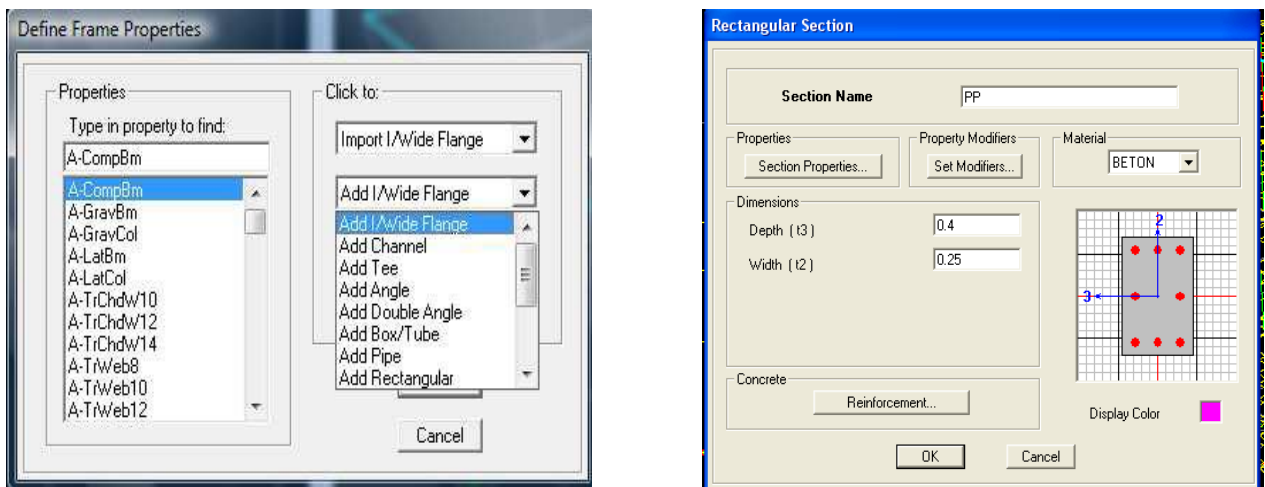 Define Frame Properties
Properties
Type in property to find:
A-CompBm
A-CompBm
A-GravBm
A-GravCol
A-LatBm
A-LatCol
A-TrChdW10
A-TrChdW12
A-TrChdW14
A-TrWeb8
A-TrWeb10
A-TrWeb12
Click to:
Import I/Wide Flange
Add I/Wide Flange
Add I/Wide Flange
Add Channel
Add Tee
Add Angle
Add Double Angle
Add Box/Tube
Add Pipe
Add Rectangular
Cancel
Rectangular Section
Section Name PP
Properties
Section Properties...
Property Modifiers
Set Modifiers...
Material
BETON
Dimensions
Depth ( t3 ) 0.4
Width ( t2 ) 0.25
2
3
Concrete
Reinforcement...
Display Color
OK Cancel